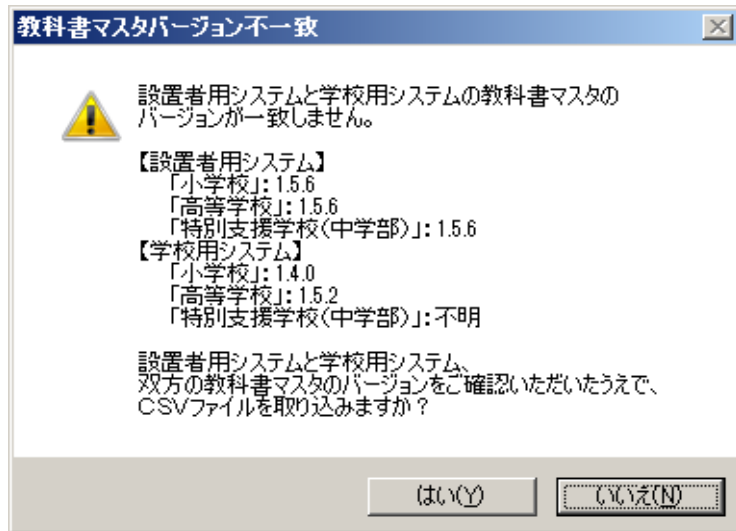 教科書マスタバージョン不一致
設置者用システムと学校用システムの教科書マスタの
バージョンが一致しません。
【設置者用システム】
「小学校」：1.5.6
「高等学校」：1.5.6
「特別支援学校(中学部)」：1.5.6
【学校用システム】
「小学校」：1.4.0
「高等学校」：1.5.2
「特別支援学校(中学部)」：不明
設置者用システムと学校用システム、
双方の教科書マスタのバージョンをご確認いただいたうえで、
CSVファイルを取り込みますか？
はい(Y) いいえ(N)